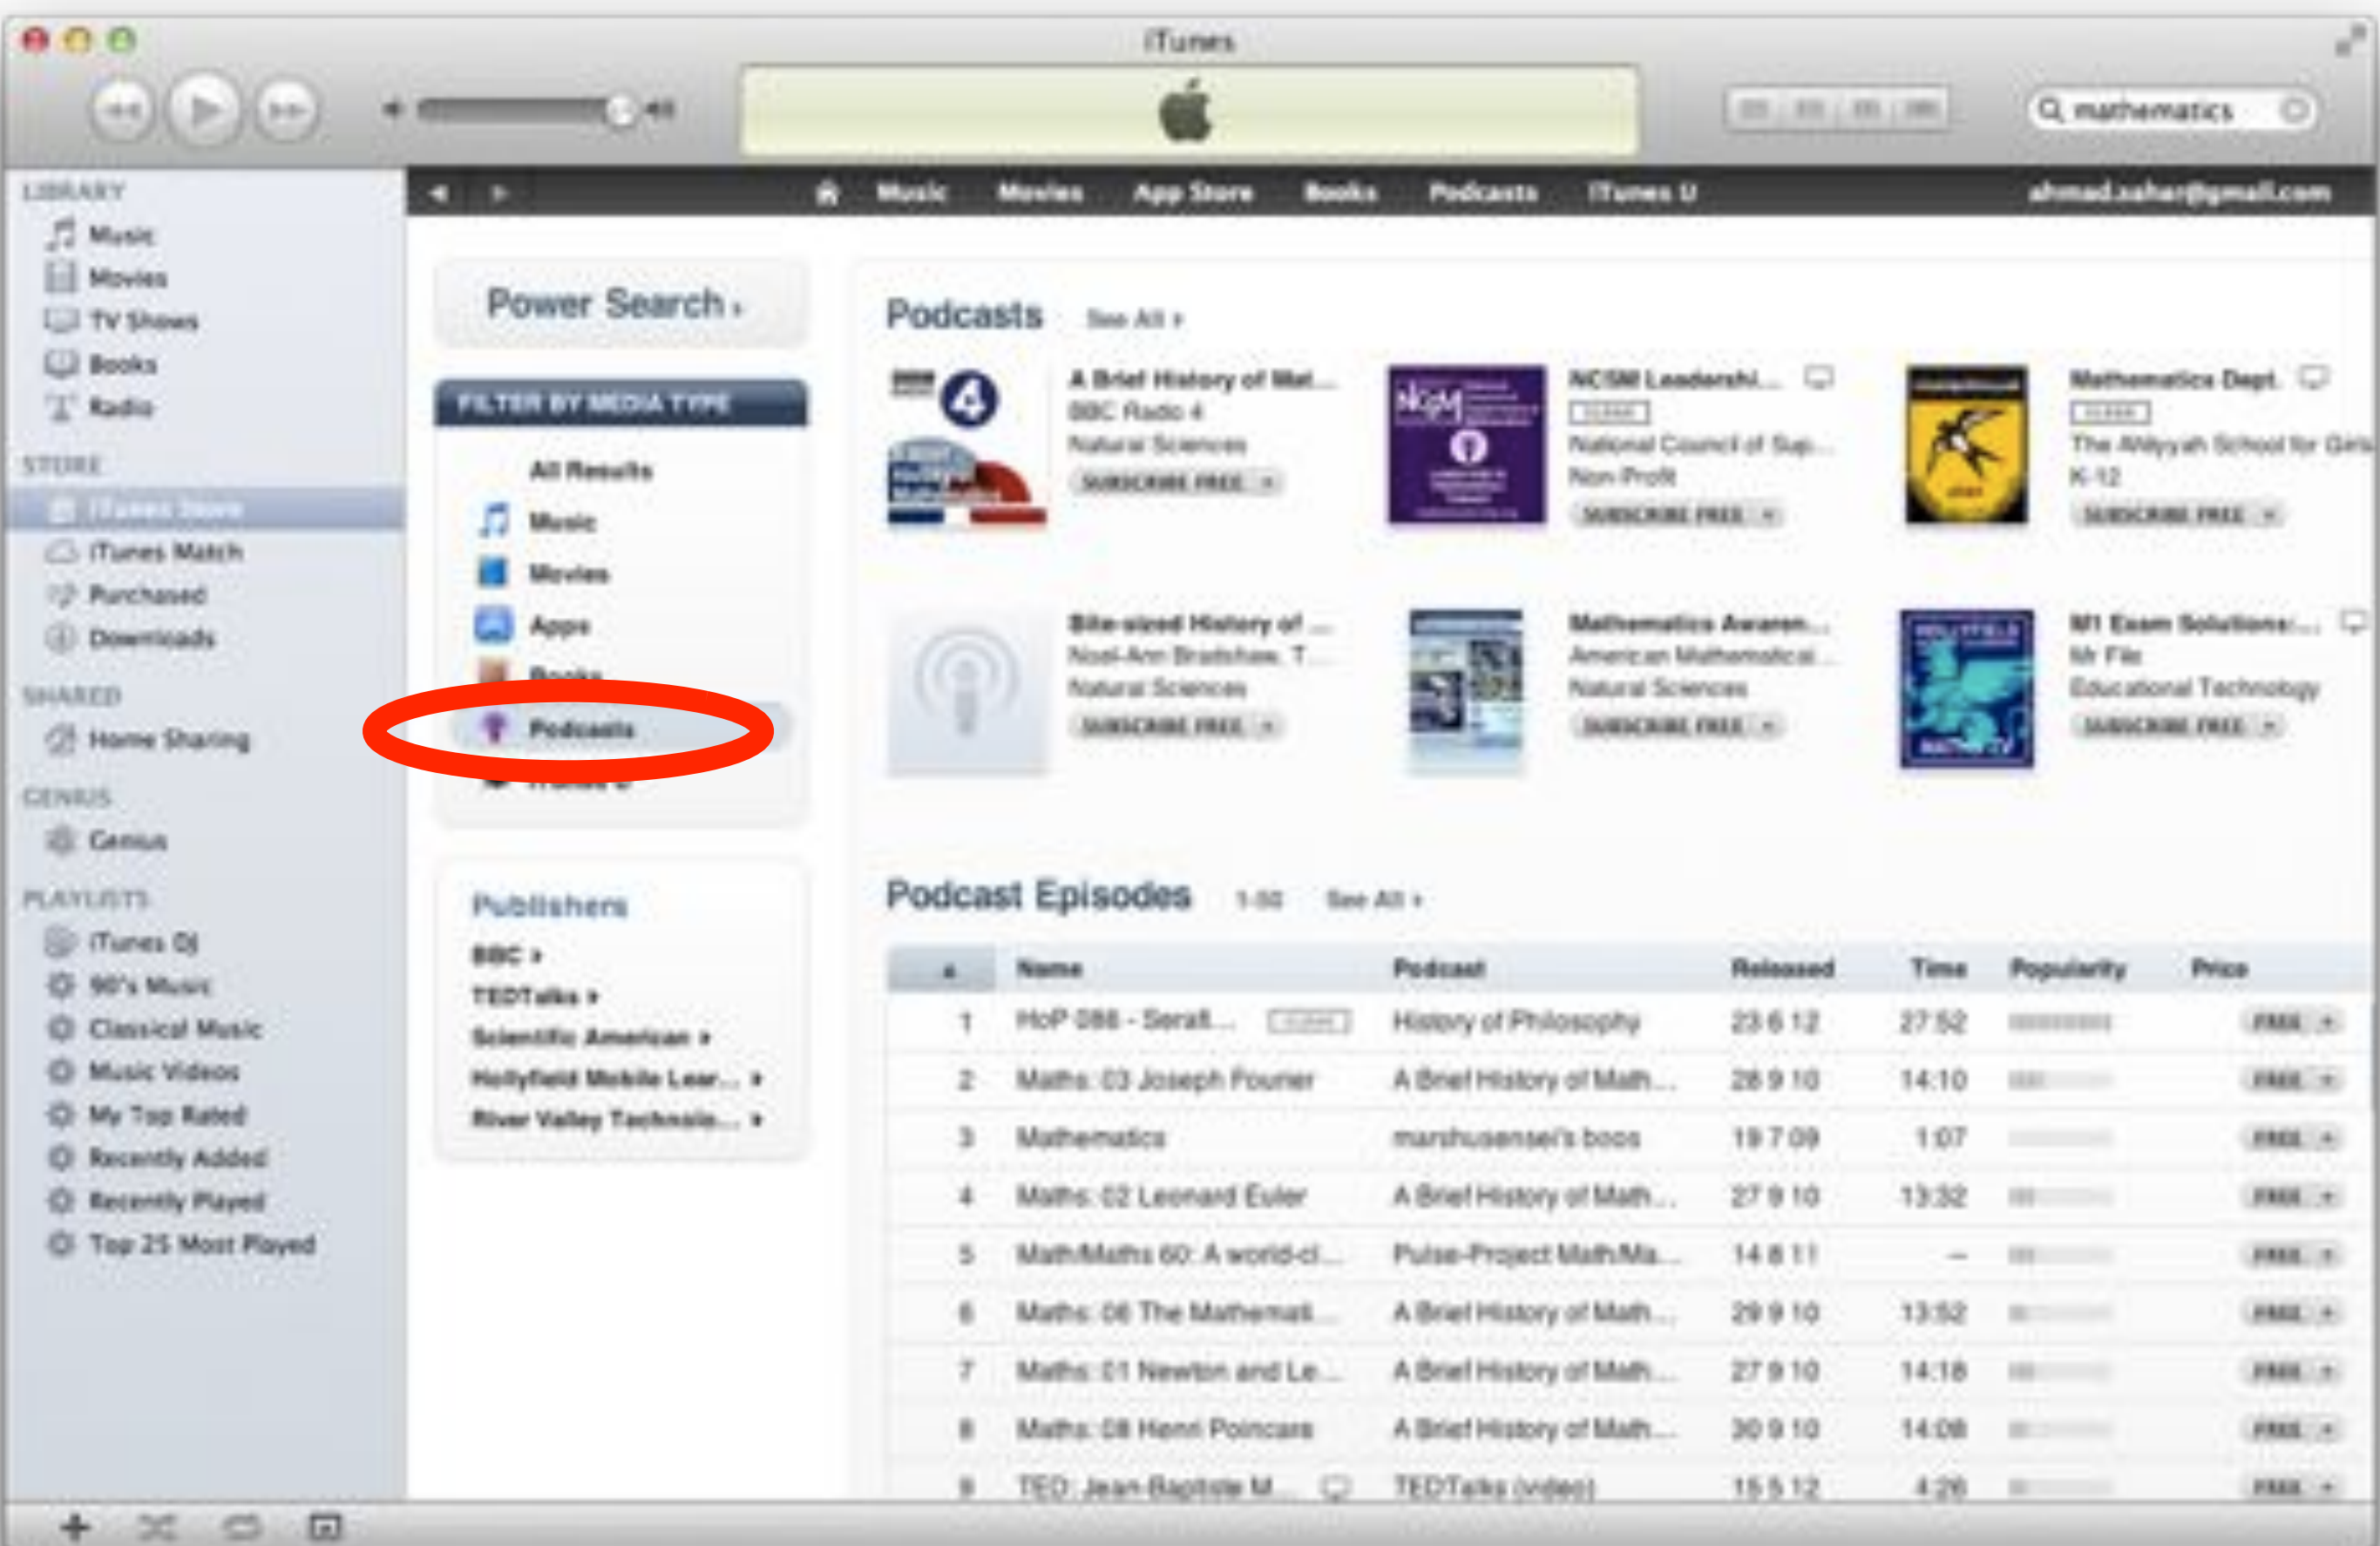 iTunes
mathematics
LIBRARY
Music
Movies
TV Shows
Books
Radio
STORE
iTunes Store
iTunes Match
Purchased
Downloads
SHARED
Home Sharing
GENIUS
Genius
PLAYLISTS
iTunes DJ
90's Music
Classical Music
Music Videos
My Top Rated
Recently Added
Recently Played
Top 25 Most Played
Music Movies App Store Books Podcasts iTunes U
Power Search
FILTER BY MEDIA TYPE
All Results
Music
Movies
Apps
Books
Podcasts
iTunes U
Publishers
BBC
TEDTalks
Scientific American
Hollyfield Mobile Lear...
River Valley Technolo...
Podcasts See All
A Brief History of Mat...
BBC Radio 4
Natural Sciences
SUBSCRIBE FREE
NCSM Leadershi...
CLEAN
National Council of Sup...
Non-Profit
SUBSCRIBE FREE
Mathematics Dept.
CLEAN
The Ahliyyah School for Girls
K-12
SUBSCRIBE FREE
Bite-sized History of ...
Noel-Ann Bradshaw, T...
Natural Sciences
SUBSCRIBE FREE
Mathematics Awaren...
American Mathematical...
Natural Sciences
SUBSCRIBE FREE
M1 Exam Solutions:...
Mr File
Educational Technology
SUBSCRIBE FREE
Podcast Episodes 1-50 See All
Name Podcast Released Time Popularity Price
1 HoP 086 - Serafi... CLEAN History of Philosophy 23 6 12 27:52 FREE
2 Maths: 03 Joseph Fourier A Brief History of Math... 28 9 10 14:10 FREE
3 Mathematics marshusensei's boos 19 7 09 1:07 FREE
4 Maths: 02 Leonard Euler A Brief History of Math... 27 9 10 13:32 FREE
5 Math/Maths 60: A world-cl... Pulse-Project Math/Ma... 14 8 11 -- FREE
6 Maths: 06 The Mathemati... A Brief History of Math... 29 9 10 13:52 FREE
7 Maths: 01 Newton and Le... A Brief History of Math... 27 9 10 14:18 FREE
8 Maths: 08 Henri Poincare A Brief History of Math... 30 9 10 14:08 FREE
9 TED: Jean-Baptiste M... TEDTalks (video) 15 5 12 4:26 FREE